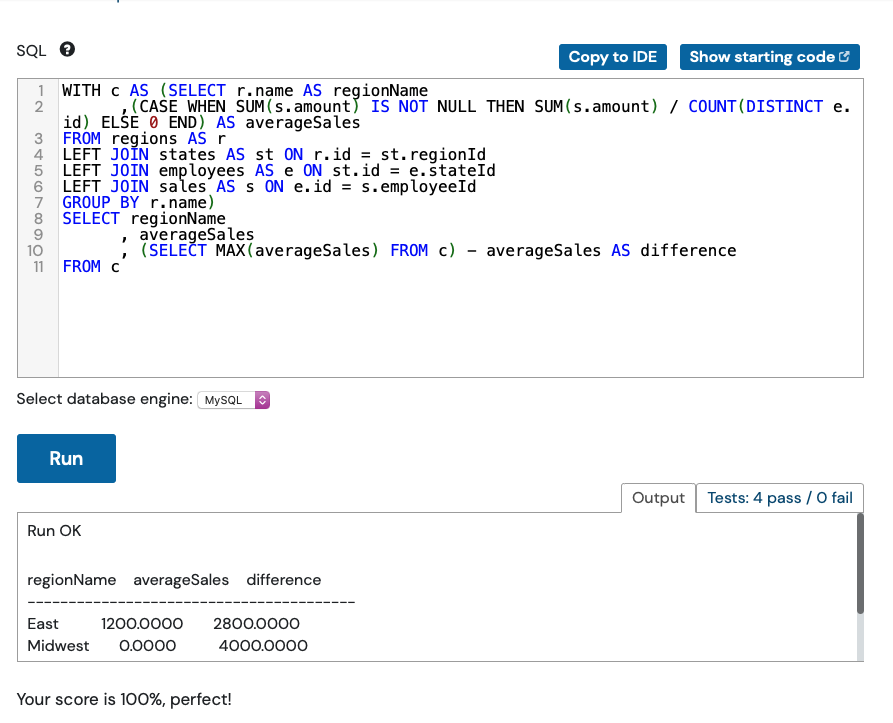 SQL ?
Copy to IDE
Show starting code
1 WITH c AS (SELECT r.name AS regionName
2 ,(CASE WHEN SUM(s.amount) IS NOT NULL THEN SUM(s.amount) / COUNT(DISTINCT e.
id) ELSE 0 END) AS averageSales
3 FROM regions AS r
4 LEFT JOIN states AS st ON r.id = st.regionId
5 LEFT JOIN employees AS e ON st.id = e.stateId
6 LEFT JOIN sales AS s ON e.id = s.employeeId
7 GROUP BY r.name)
8 SELECT regionName
9 , averageSales
10 , (SELECT MAX(averageSales) FROM c) - averageSales AS difference
11 FROM c
Select database engine: MySQL
Run
Output Tests: 4 pass / 0 fail
Run OK
regionName averageSales difference
----------------------------------------
East 1200.0000 2800.0000
Midwest 0.0000 4000.0000
Your score is 100%, perfect!